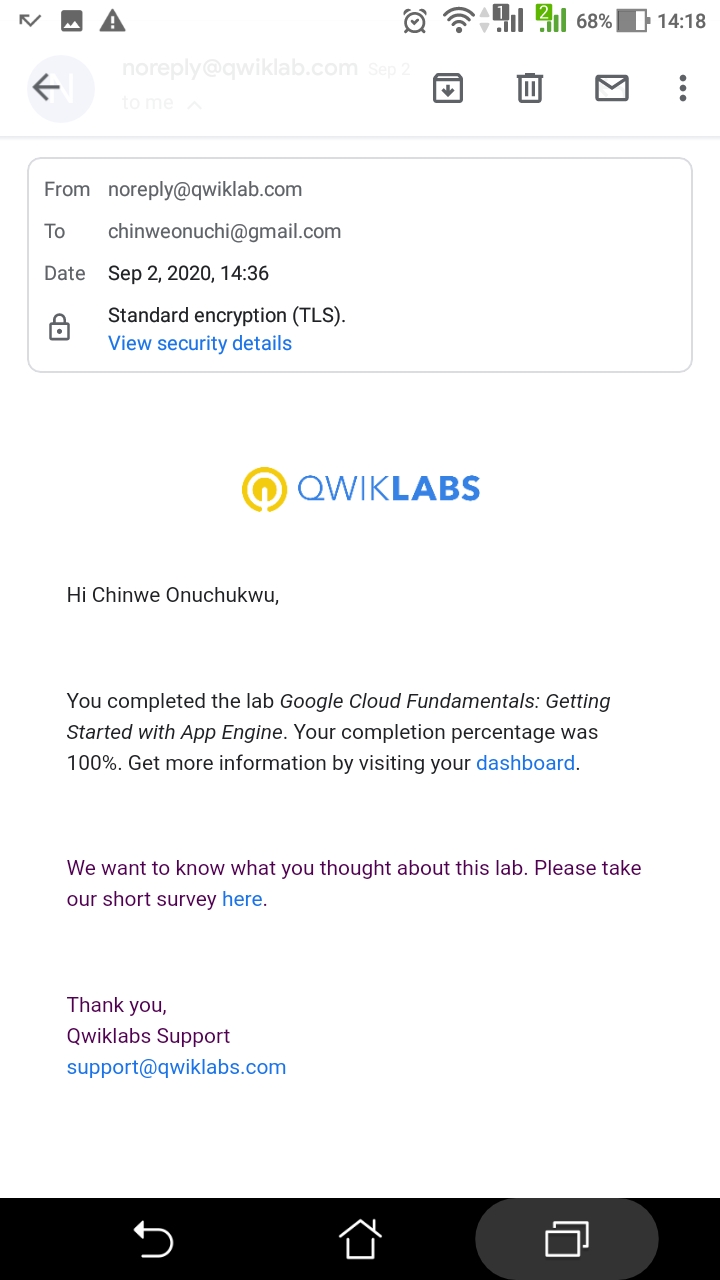 1 2 68% 14:18
noreply@qwiklab.com Sep 2
N
to me
From noreply@qwiklab.com
To chinweonuchi@gmail.com
Date Sep 2, 2020, 14:36
Standard encryption (TLS).
View security details
QWIKLABS
Hi Chinwe Onuchukwu,
You completed the lab Google Cloud Fundamentals: Getting
Started with App Engine. Your completion percentage was
100%. Get more information by visiting your dashboard.
We want to know what you thought about this lab. Please take
our short survey here.
Thank you,
Qwiklabs Support
support@qwiklabs.com